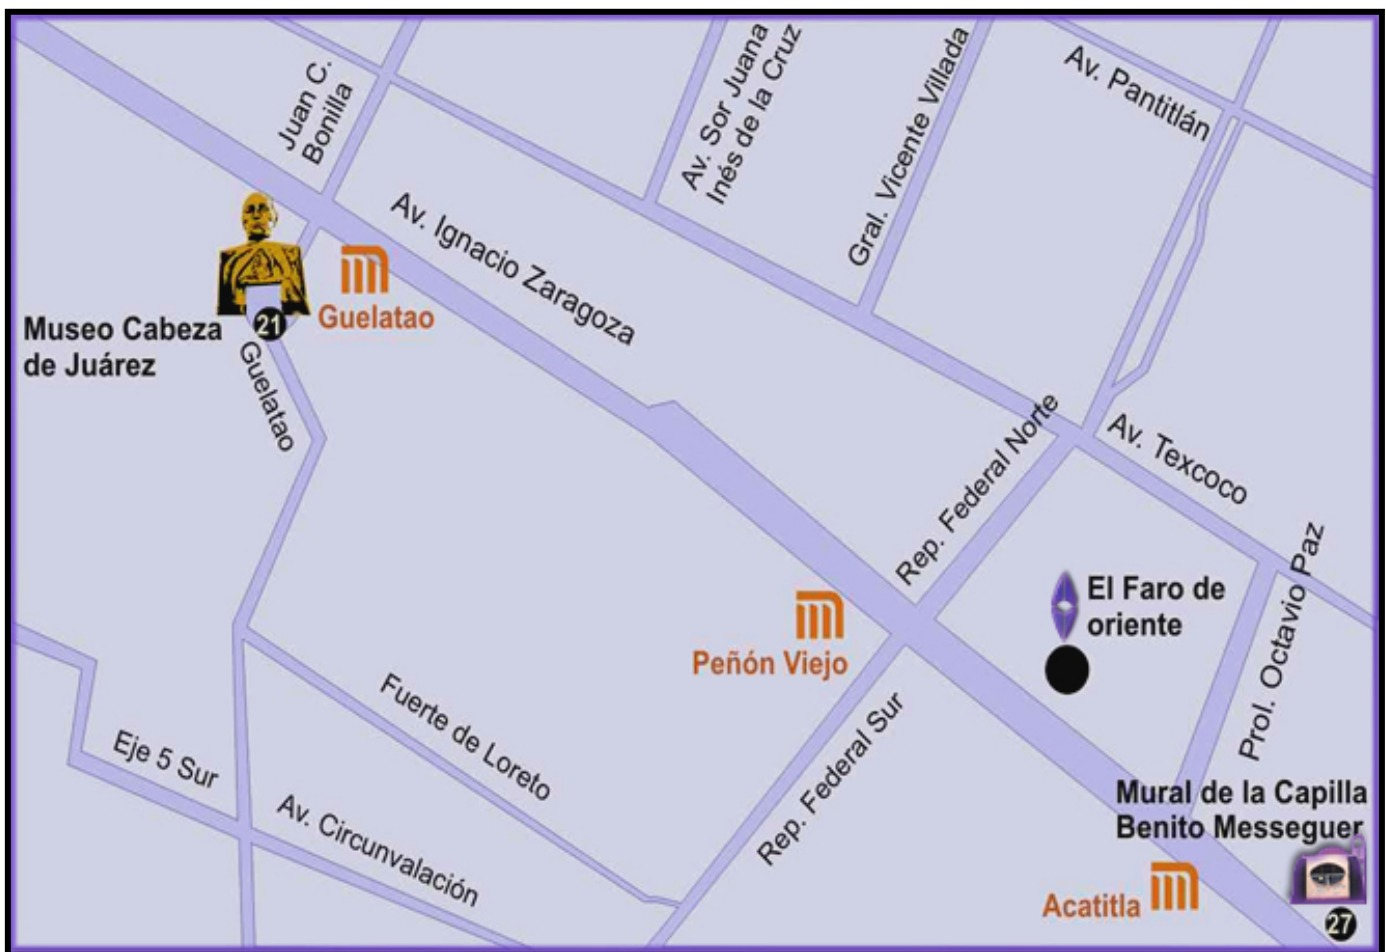 Juan C.
Bonilla
Av. Sor Juana
Inés de la Cruz
Gral. Vicente Villada
Av. Pantitlán
Av. Ignacio Zaragoza
Museo Cabeza
de Juárez
21
Guelatao
Guelatao
Rep. Federal Norte
Av. Texcoco
Prol. Octavio Paz
El Faro de
oriente
Peñón Viejo
Fuerte de Loreto
Eje 5 Sur
Av. Circunvalación
Rep. Federal Sur
Mural de la Capilla
Benito Messeguer
Acatitla
27